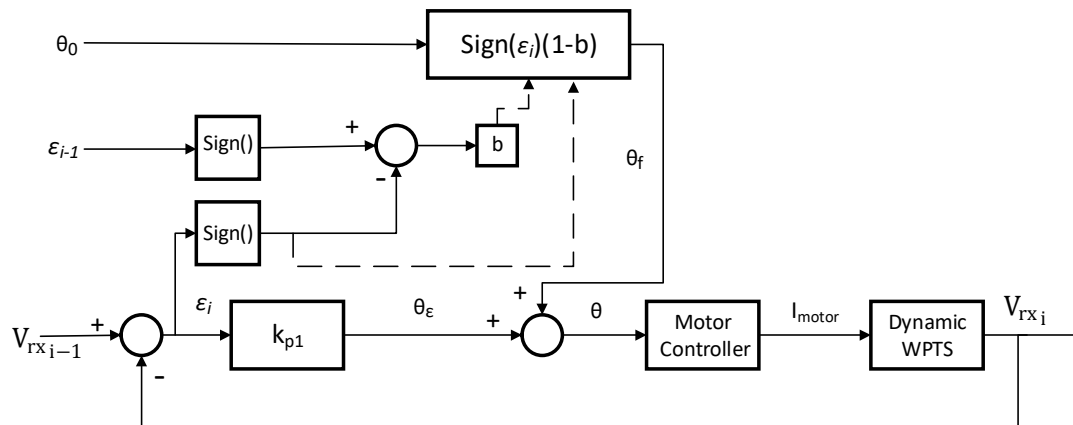 θ0
Sign(εi)(1-b)
εi-1
Sign()
+
-
b
θf
Sign()
Vrx i-1
+
-
εi
kp1
θε
+
+
θ
Motor
Controller
Imotor
Dynamic
WPTS
Vrx i